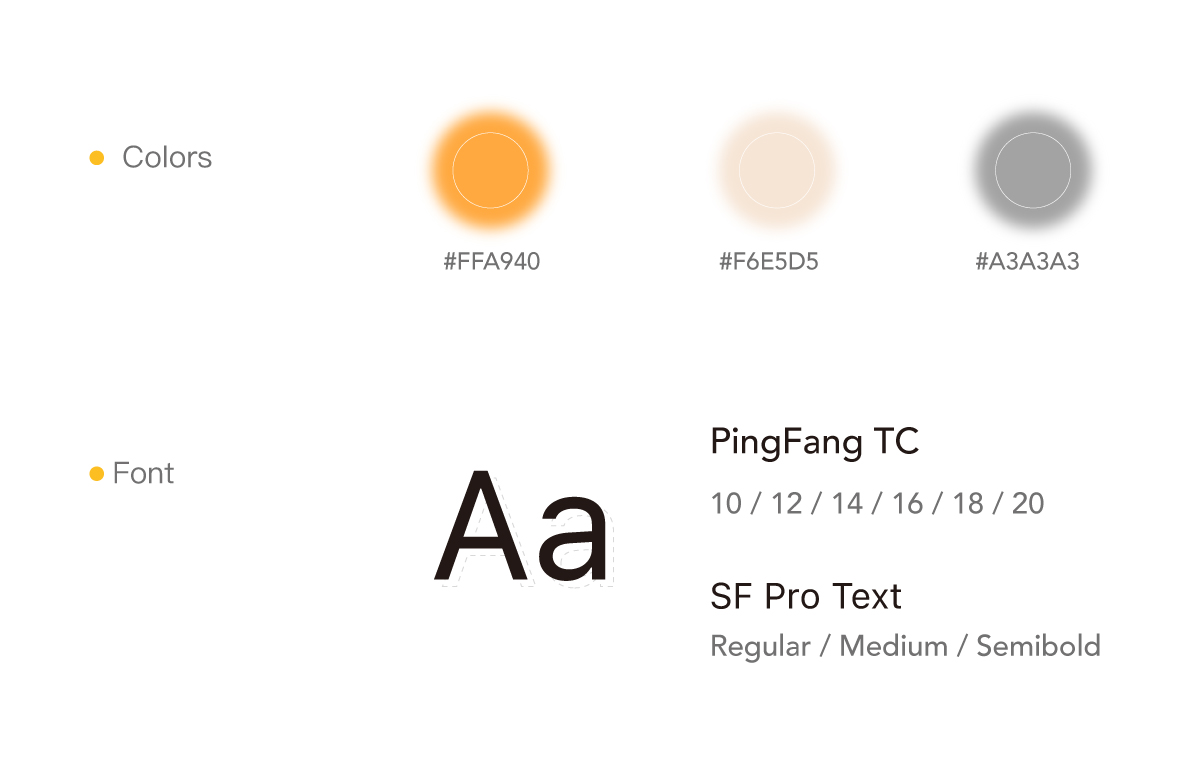 Colors
#FFA940
#F6E5D5
#A3A3A3
Font
Aa
PingFang TC
10 / 12 / 14 / 16 / 18 / 20
SF Pro Text
Regular / Medium / Semibold